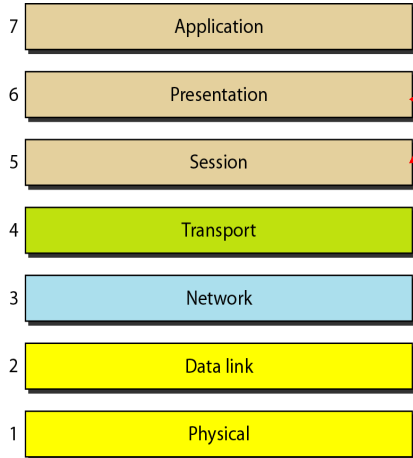 7 Application
6 Presentation
5 Session
4 Transport
3 Network
2 Data link
1 Physical